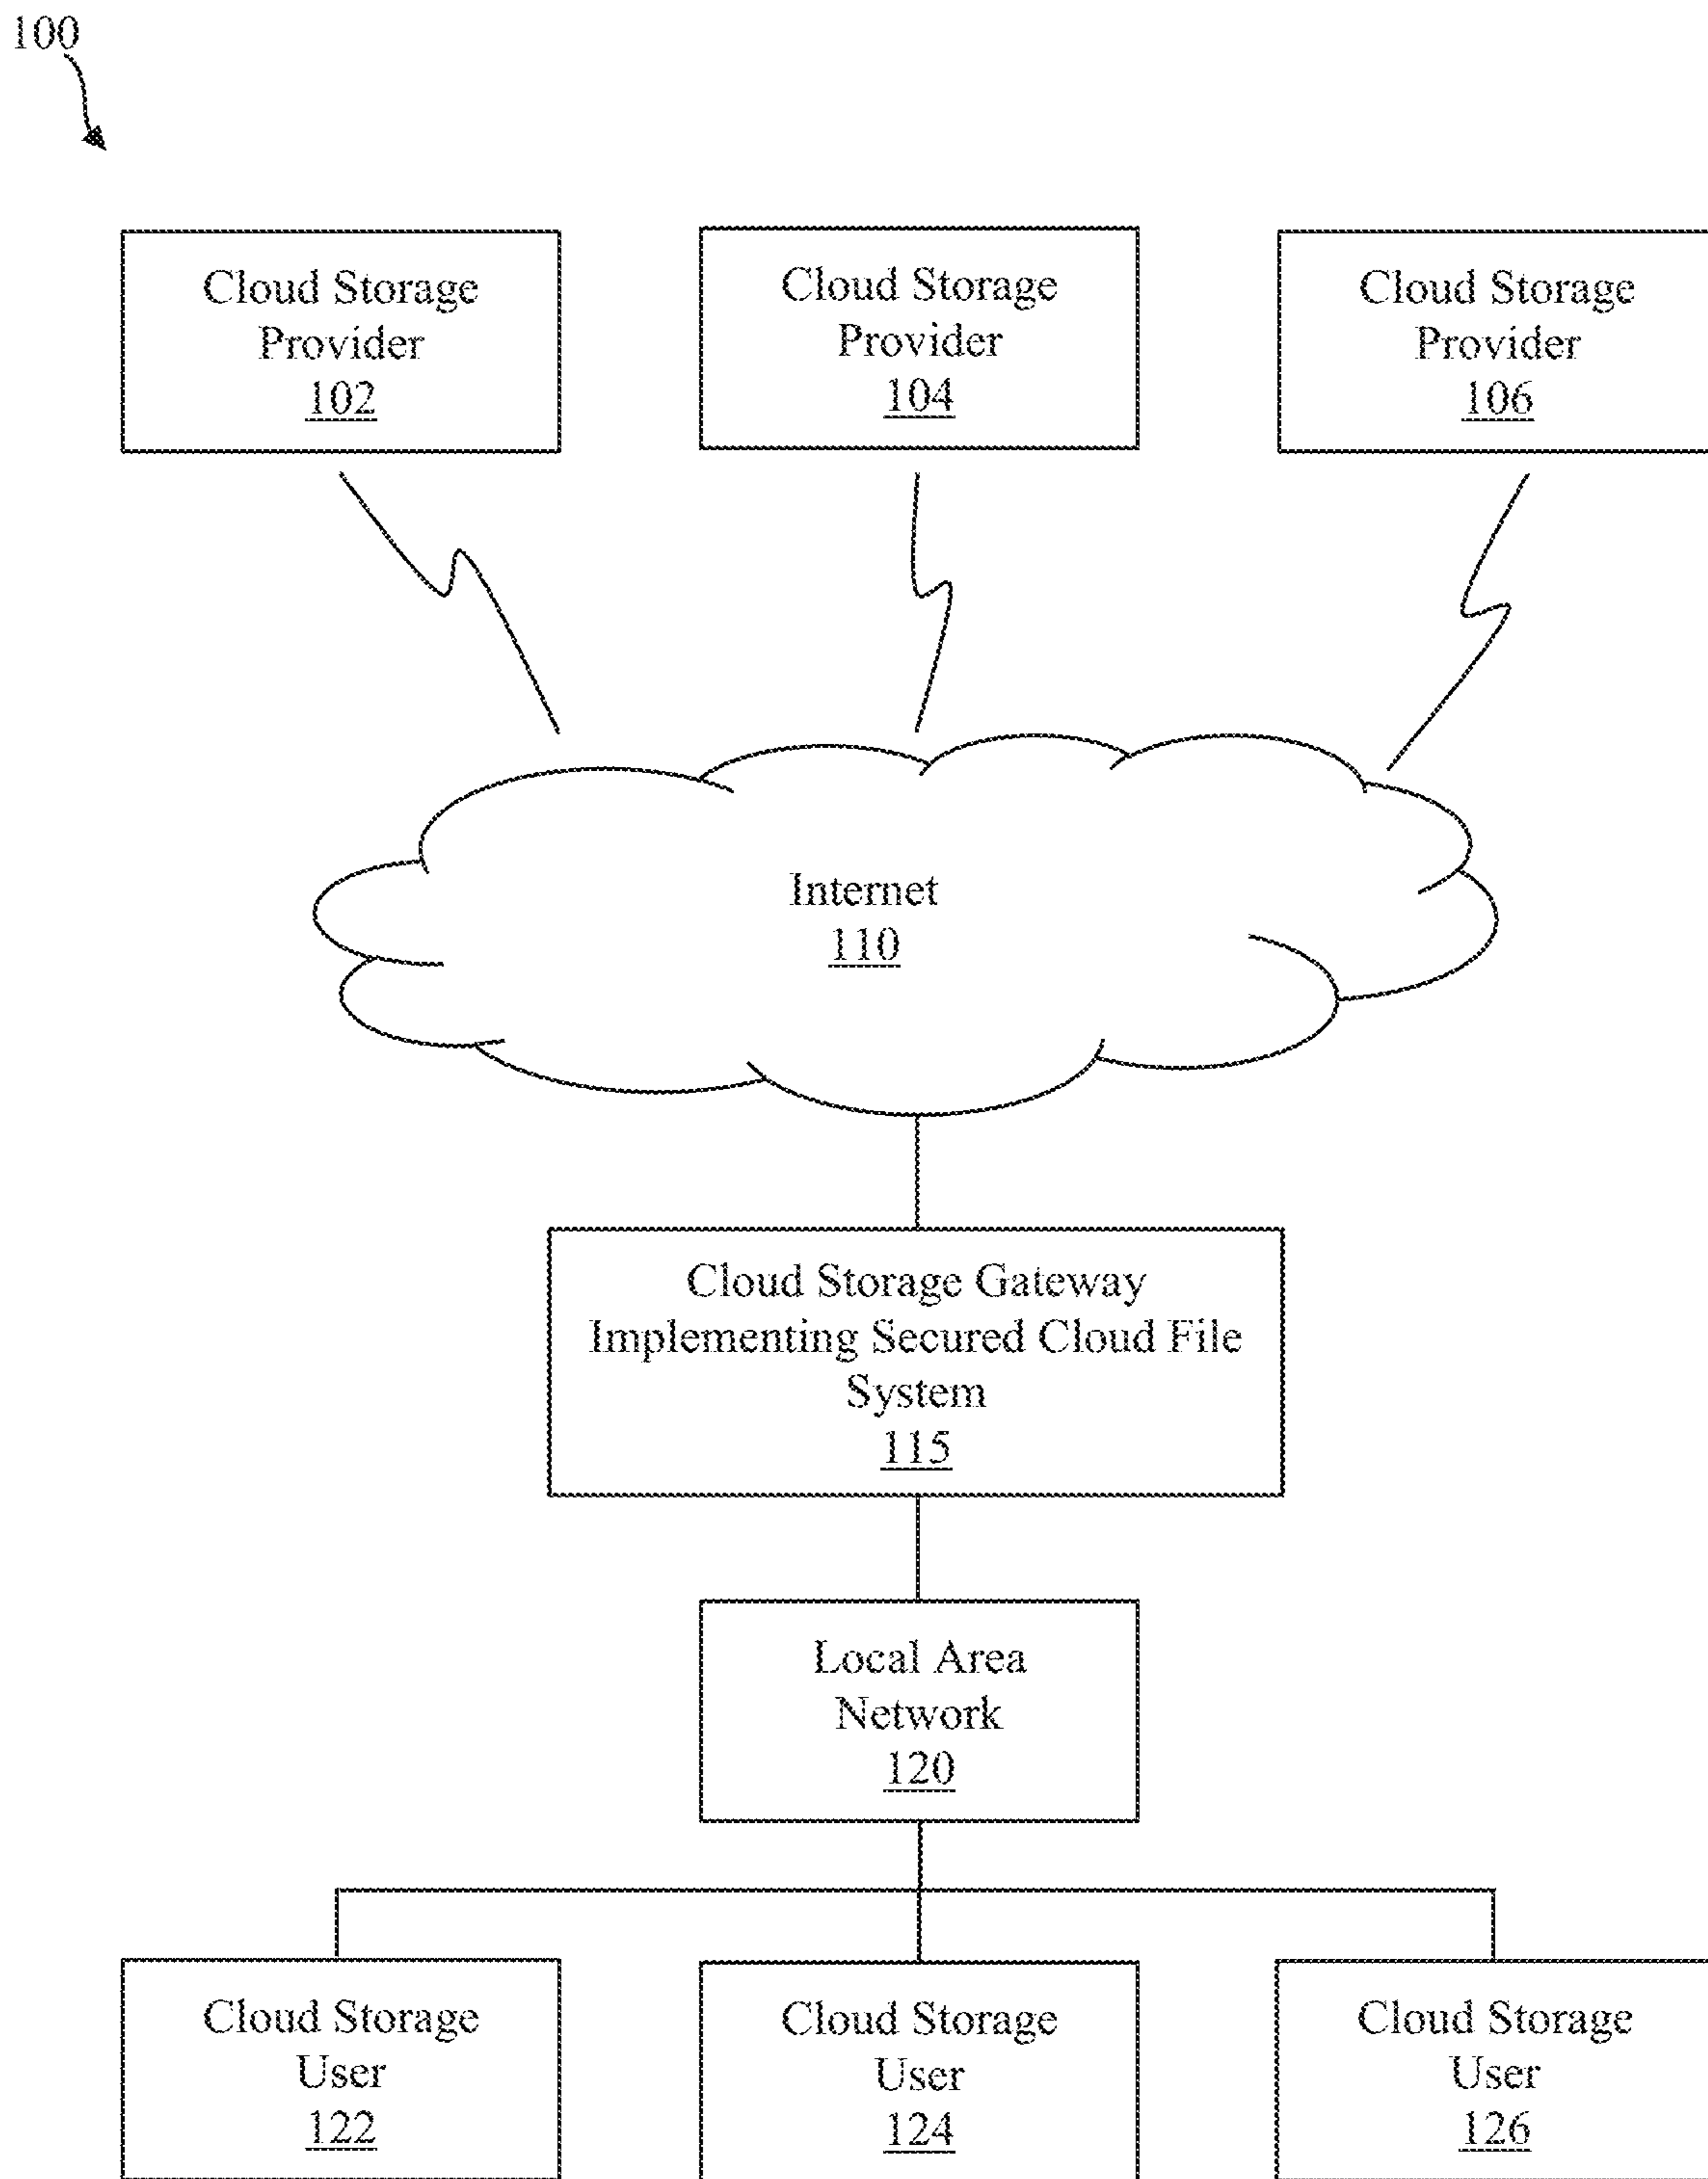 100
Cloud Storage
Provider
102
Cloud Storage
Provider
104
Cloud Storage
Provider
106
Internet
110
Cloud Storage Gateway
Implementing Secured Cloud File
System
115
Local Area
Network
120
Cloud Storage
User
122
Cloud Storage
User
124
Cloud Storage
User
126